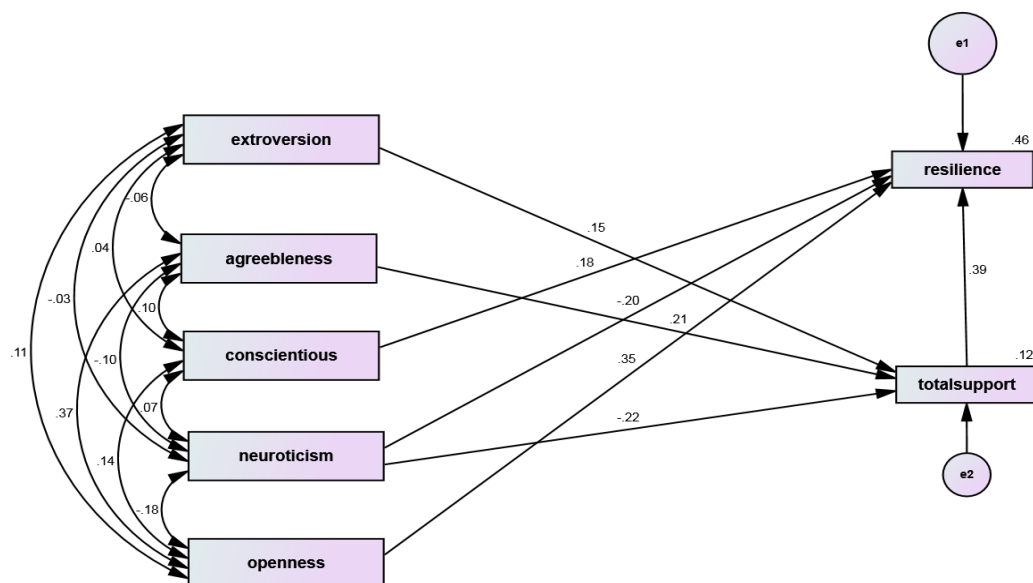 e1
.46
extroversion
resilience
-.06
.15
agreebleness
.04
.18
.39
-.03
.10
-.20
.21
conscientious
.11
-.10
.35
.12
totalsupport
.37
.07
-.22
neuroticism
.14
e2
-.18
openness